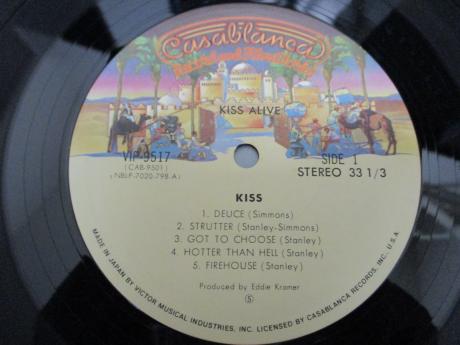 Casablanca
Record and FilmWorks
KISS ALIVE
VIP-9517
(CAB-9501)
(NBLP-7020-798-A)
SIDE 1
STEREO 33 1/3
KISS
1. DEUCE (Simmons)
2. STRUTTER (Stanley-Simmons)
3. GOT TO CHOOSE (Stanley)
4. HOTTER THAN HELL (Stanley)
5. FIREHOUSE (Stanley)
Produced by Eddie Kramer
S
MADE IN JAPAN BY VICTOR MUSICAL INDUSTRIES, INC. LICENSED BY CASABLANCA RECORDS, INC., U.S.A.